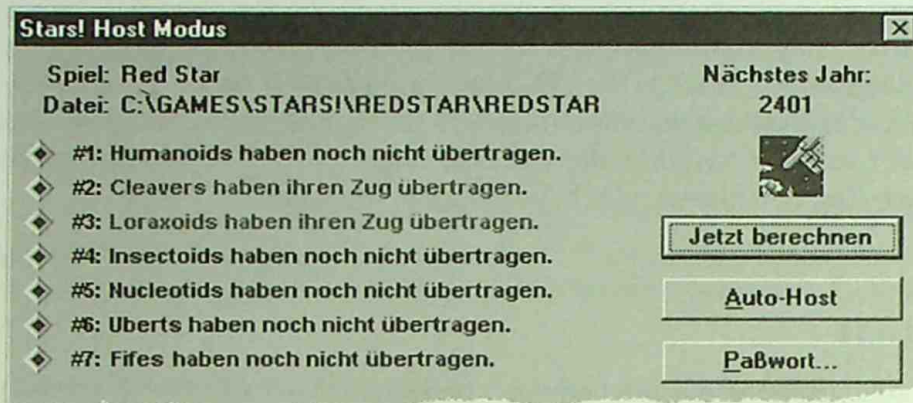 Stars! Host Modus
Spiel: Red Star
Datei: C:\GAMES\STARS!\REDSTAR\REDSTAR
Nächstes Jahr:
2401
#1: Humanoids haben noch nicht übertragen.
#2: Cleavers haben ihren Zug übertragen.
#3: Loraxoids haben ihren Zug übertragen.
#4: Insectoids haben noch nicht übertragen.
#5: Nucleotids haben noch nicht übertragen.
#6: Uberts haben noch nicht übertragen.
#7: Fifes haben noch nicht übertragen.
Jetzt berechnen
Auto-Host
Paßwort...